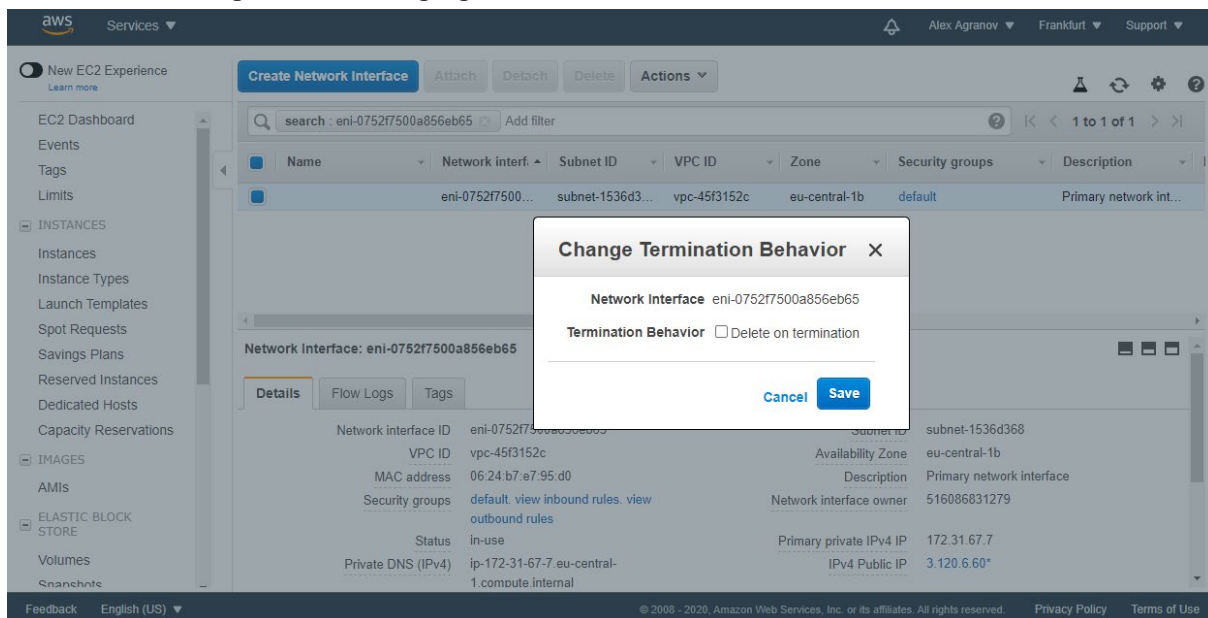 aws Services Alex Agranov Frankfurt Support
New EC2 Experience
Learn more
Create Network Interface Attach Detach Delete Actions
EC2 Dashboard
Events
Tags
Limits
INSTANCES
Instances
Instance Types
Launch Templates
Spot Requests
Savings Plans
Reserved Instances
Dedicated Hosts
Capacity Reservations
IMAGES
AMIs
ELASTIC BLOCK
STORE
Volumes
Snapshots
search : eni-0752f7500a856eb65 Add filter 1 to 1 of 1
Name Network interf Subnet ID VPC ID Zone Security groups Description
eni-0752f7500... subnet-1536d3... vpc-45f3152c eu-central-1b default Primary network int...
Change Termination Behavior
Network Interface eni-0752f7500a856eb65
Termination Behavior Delete on termination
Cancel Save
Network Interface: eni-0752f7500a856eb65
Details Flow Logs Tags
Network interface ID eni-0752f7500a856eb65 Subnet ID subnet-1536d368
VPC ID vpc-45f3152c Availability Zone eu-central-1b
MAC address 06:24:b7:e7:95:d0 Description Primary network interface
Security groups default. view inbound rules. view Network interface owner 516086831279
outbound rules
Status in-use Primary private IPv4 IP 172.31.67.7
Private DNS (IPv4) ip-172-31-67-7.eu-central- IPv4 Public IP 3.120.6.60*
1.compute.internal
Feedback English (US) © 2008 - 2020, Amazon Web Services, Inc. or its affiliates. All rights reserved. Privacy Policy Terms of Use